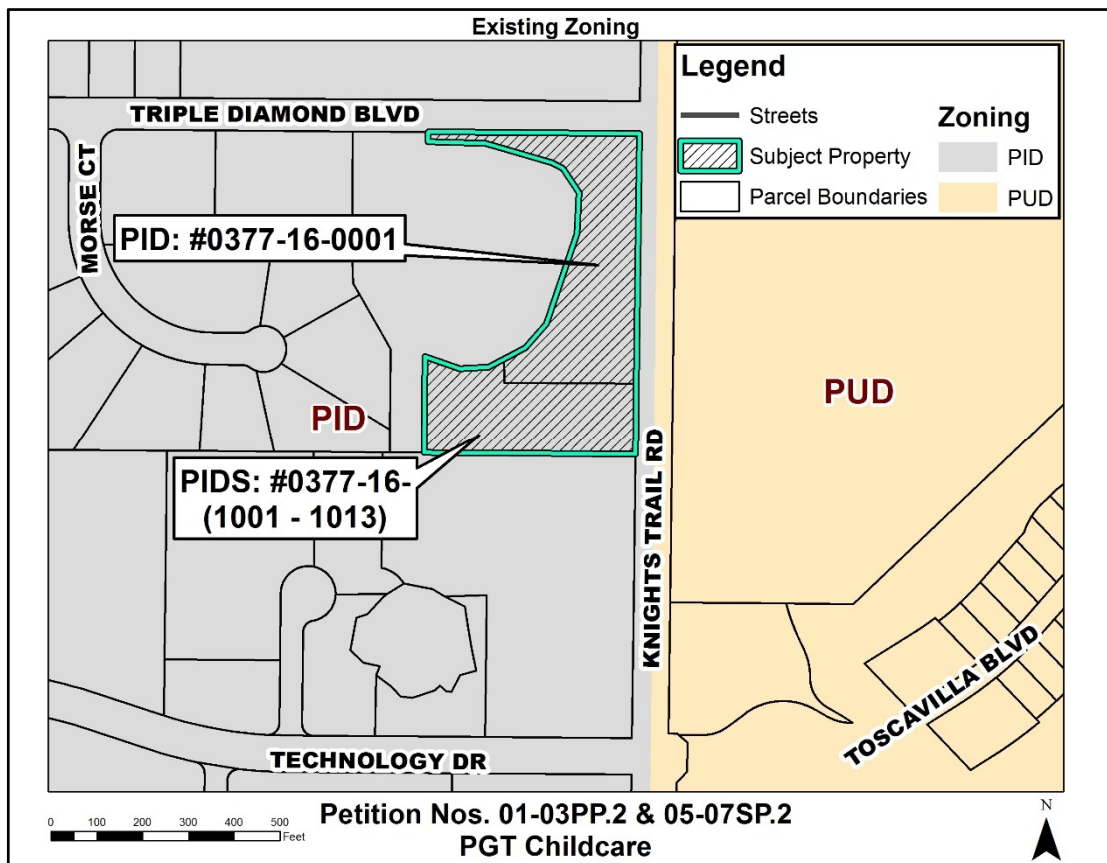 Existing Zoning
Legend
Streets
Subject Property
Parcel Boundaries
Zoning
PID
PUD
TRIPLE DIAMOND BLVD
MORSE CT
PID: #0377-16-0001
PID
PUD
PIDS: #0377-16-
(1001 - 1013)
KNIGHTS TRAIL RD
TOSCAVILLA BLVD
TECHNOLOGY DR
0 100 200 300 400 500
Feet
Petition Nos. 01-03PP.2 & 05-07SP.2
PGT Childcare
N